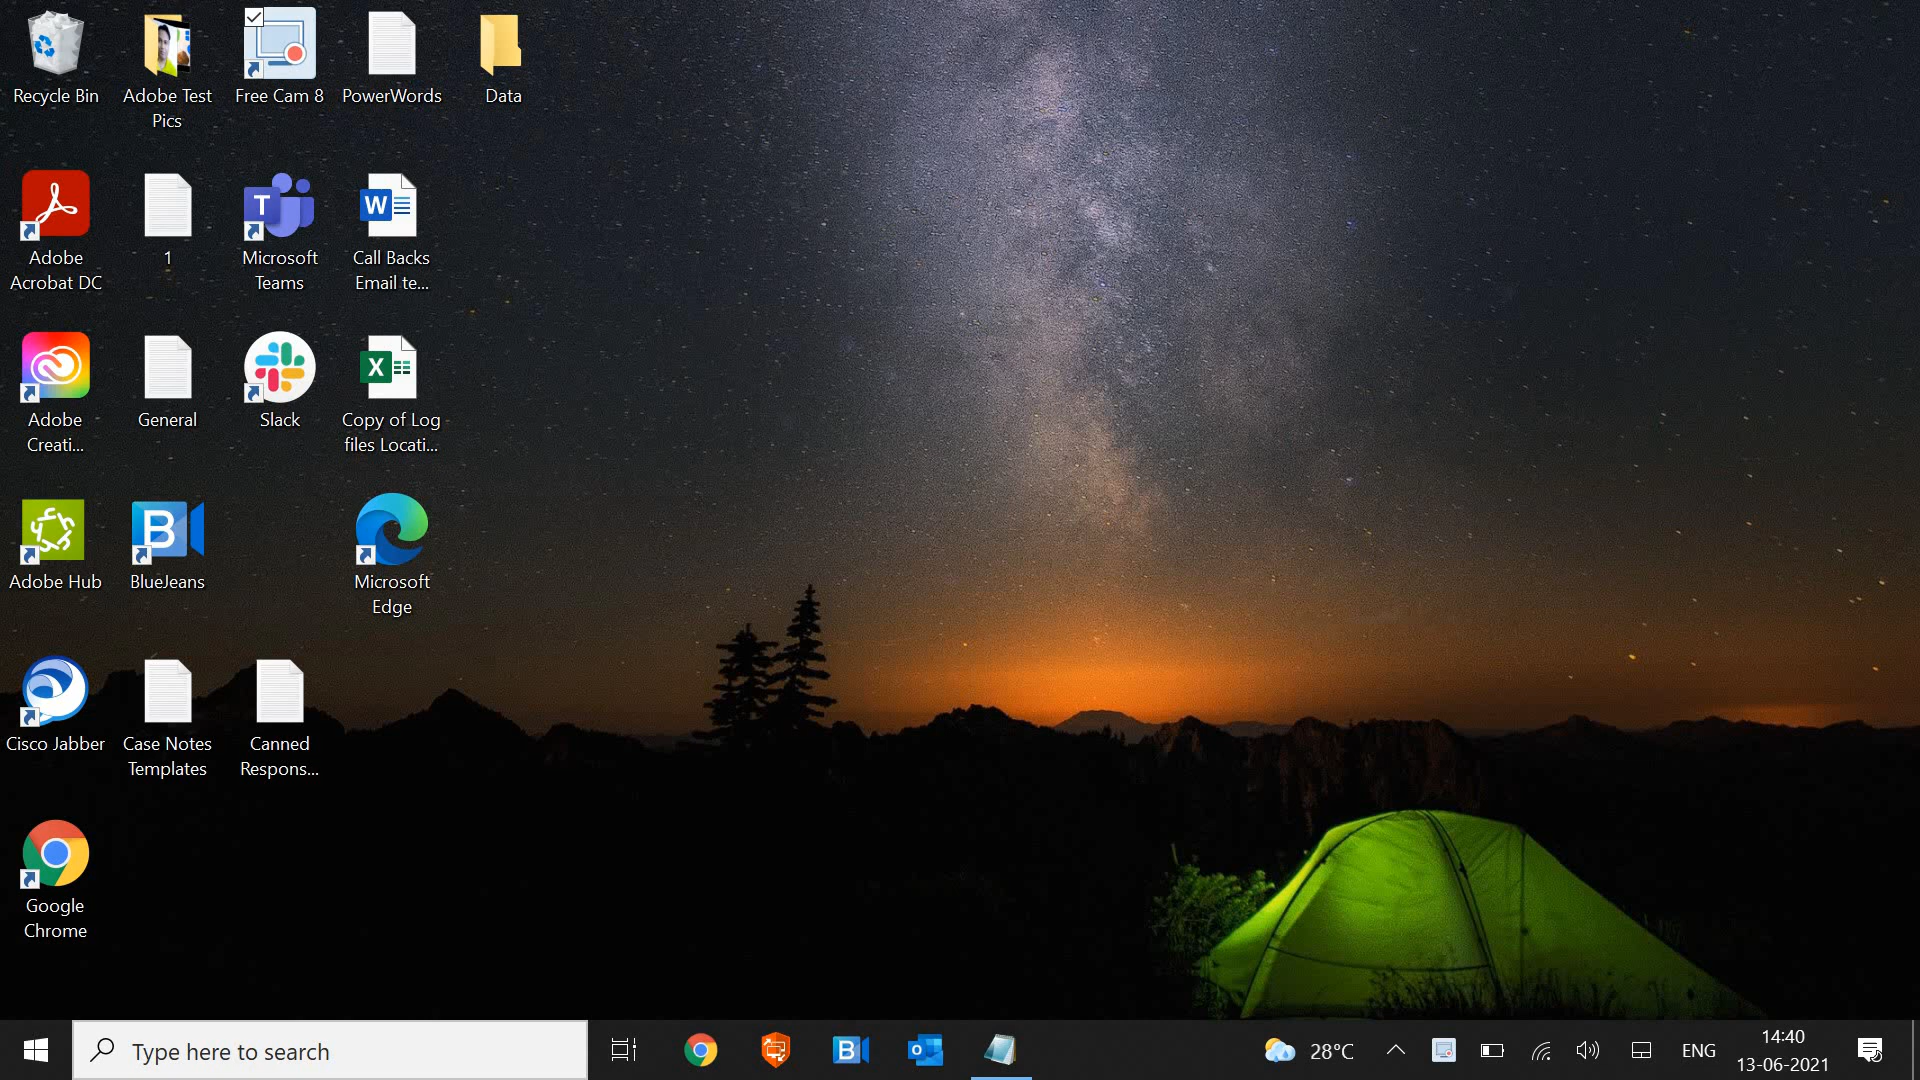 Recycle Bin
Adobe Test
Pics
Free Cam 8
PowerWords
Data
Adobe
Acrobat DC
1
T
Microsoft
Teams
W
Call Backs
Email te...
Adobe
Creati...
General
Slack
X
Copy of Log
files Locati...
Adobe Hub
B
BlueJeans
Microsoft
Edge
Cisco Jabber
Case Notes
Templates
Canned
Respons...
Google
Chrome
Type here to search
B
o
28°C
ENG
14:40
13-06-2021